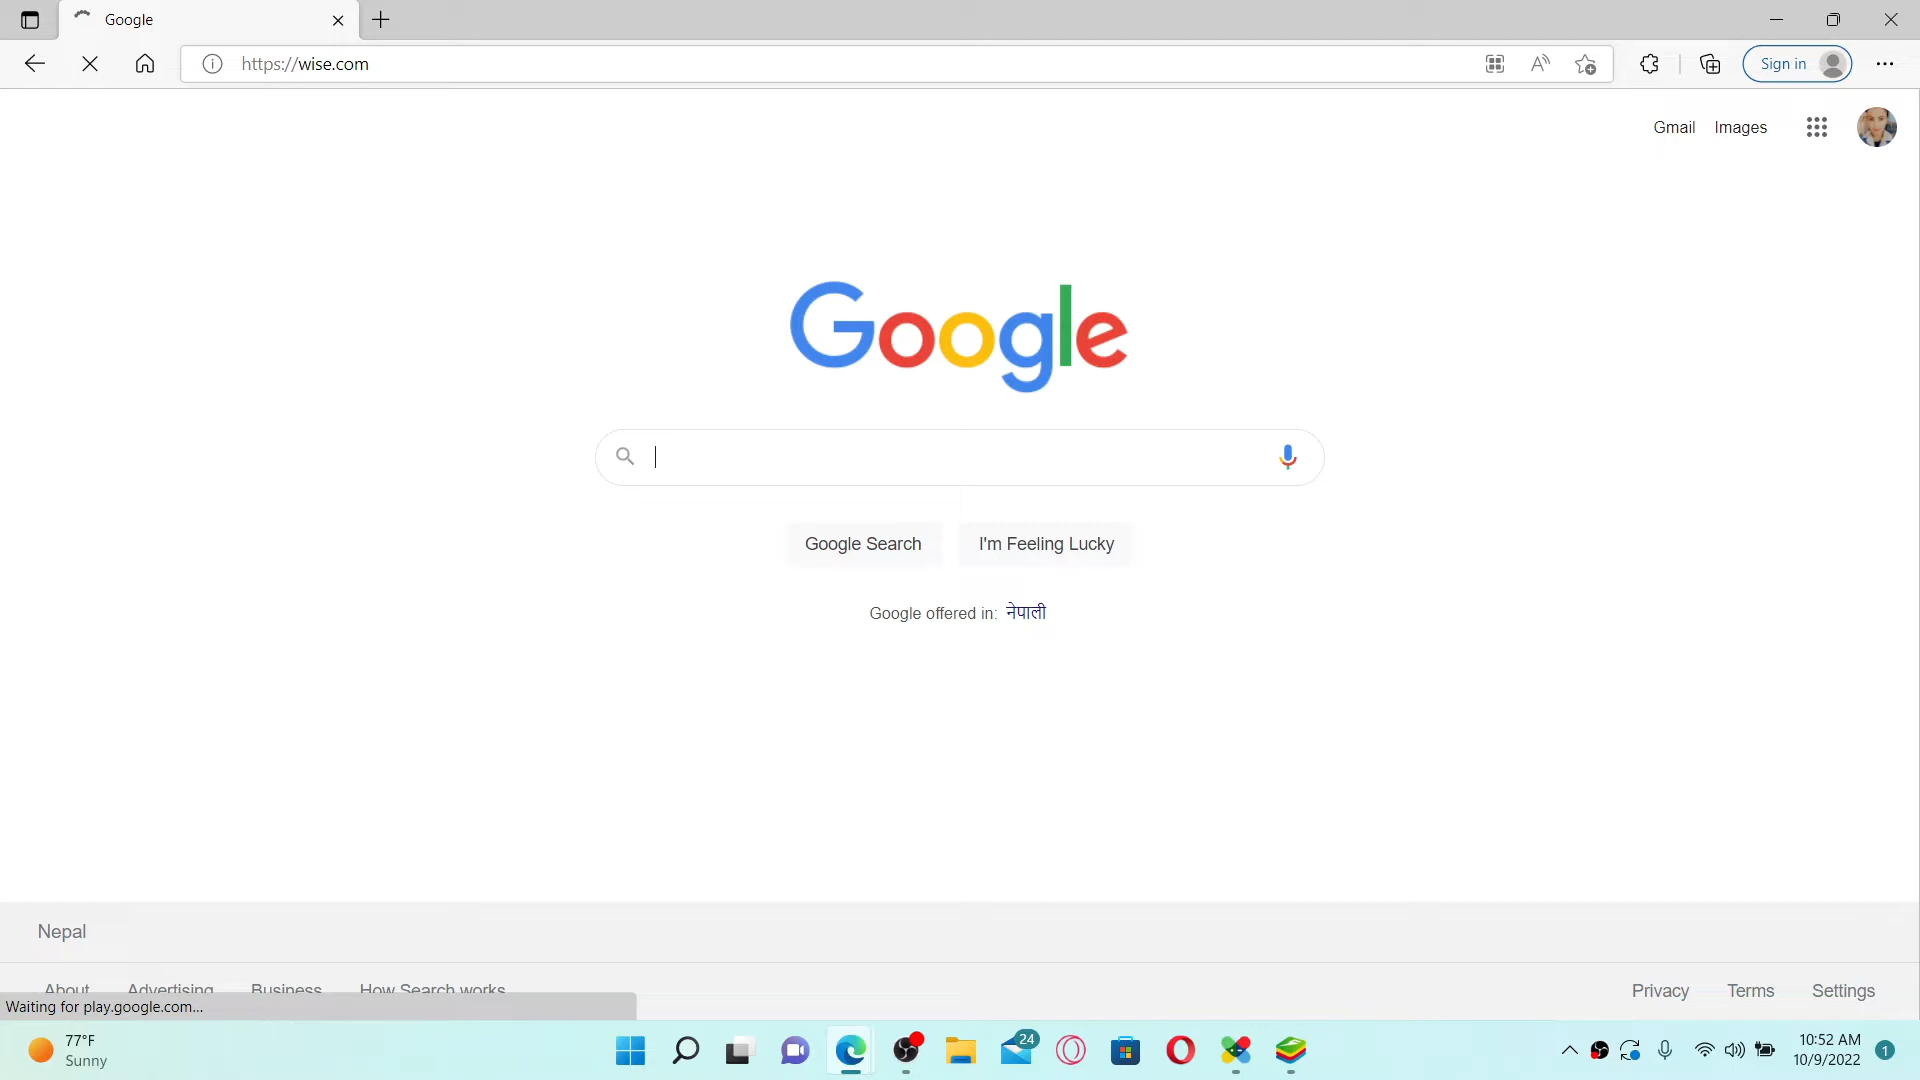 Google
https://wise.com
Sign in
Gmail Images
Google
Google Search I'm Feeling Lucky
Google offered in: नेपाली
Nepal
About Advertising Business How Search works Privacy Terms Settings
Waiting for play.google.com...
77°F
Sunny
24
10:52 AM
10/9/2022
1